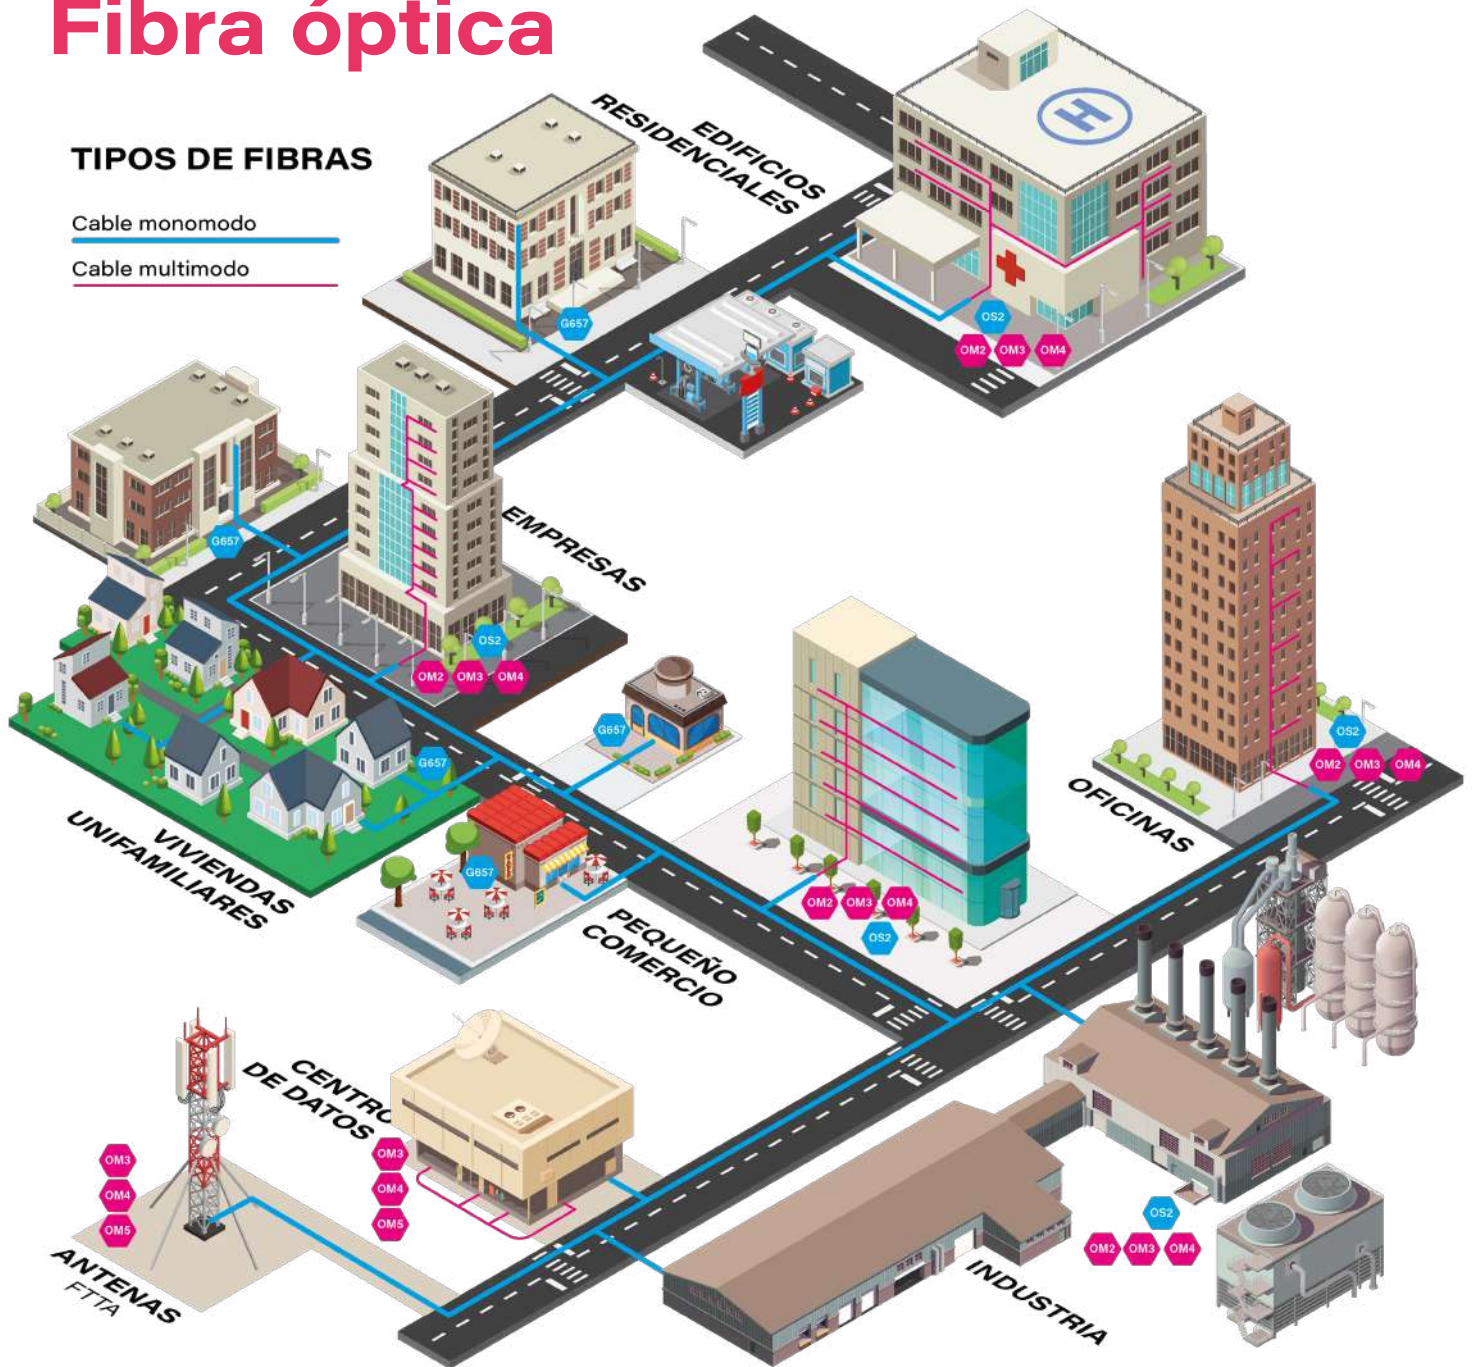 Fibra óptica
TIPOS DE FIBRAS
Cable monomodo
Cable multimodo
EDIFICIOS
RESIDENCIALES
H
G657
OS2
OM2 OM3 OM4
G657
EMPRESAS
OS2
OM2 OM3 OM4
G657
G657
VIVIENDAS
UNIFAMILIARES
G657
PEQUEÑO
COMERCIO
OM2 OM3 OM4
OS2
OFICINAS
OS2
OM2 OM3 OM4
CENTRO
DE DATOS
OM3
OM4
OM5
OM3
OM4
OM5
ANTENAS
FTTA
OS2
OM2 OM3 OM4
INDUSTRIA